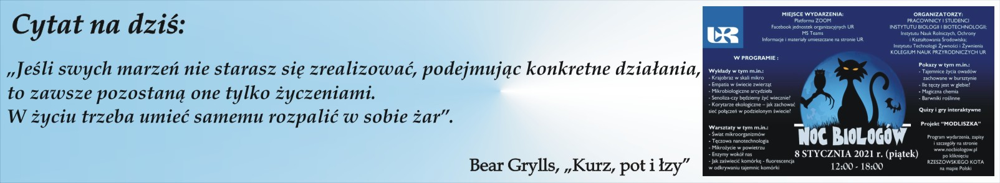 Cytat na dziś:
„Jeśli swych marzeń nie starasz się zrealizować, podejmując konkretne działania,
to zawsze pozostaną one tylko życzeniami.
W życiu trzeba umieć samemu rozpalić w sobie żar”.
Bear Grylls, „Kurz, pot i łzy”
UR
MIEJSCE WYDARZENIA:
Platforma ZOOM
Facebook jednostek organizacyjnych UR
MS Teams
Informacje i materiały umieszczane na stronie UR
ORGANIZATORZY:
PRACOWNICY I STUDENCI
INSTYTUTU BIOLOGII I BIOTECHNOLOGII;
Instytutu Nauk Rolniczych, Ochrony
i Kształtowania Środowiska;
Instytutu Technologii Żywności i Żywienia
KOLEGIUM NAUK PRZYRODNICZYCH UR
W PROGRAMIE :
Wykłady w tym m.in.:
- Krajobraz w skali mikro
- Empatia w świecie zwierząt
- Mikrobiologiczne arcydzieła
- Senoliza-czy będziemy żyć wiecznie?
- Korytarze ekologiczne – jak zachować
sieć połączeń w podzielonym świecie?
Warsztaty w tym m.in.:
- Świat mikroorganizmów
- Tęczowa nanotechnologia
- Mikrożycie w powietrzu
- Enzymy wokół nas
- Jak zaświecić komórkę - fluorescencja
w odkrywaniu tajemnic komórki
Pokazy w tym m.in.:
- Tajemnice życia owadów
zachowane w bursztynie
- Ile tęczy jest w glebie?
- Magiczna chemia
- Barwniki roślinne
Quizy i gry interaktywne
Projekt “MODLISZKA”
Program wydarzenia, zapisy
i szczegóły na stronie
www.nocbiologow.pl
po kliknięciu
RZESZOWSKIEGO KOTA
na mapie Polski
NOC BIOLOGÓW
8 STYCZNIA 2021 r. (piątek)
12:00 - 18:00